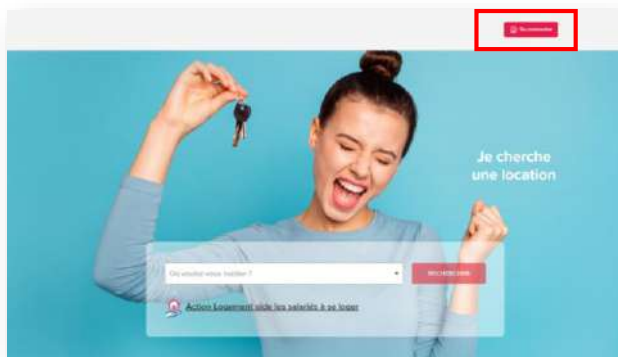 Se connecter
Je cherche
une location
Où voulez-vous habiter ?
RECHERCHER
Action Logement aide les salariés à se loger